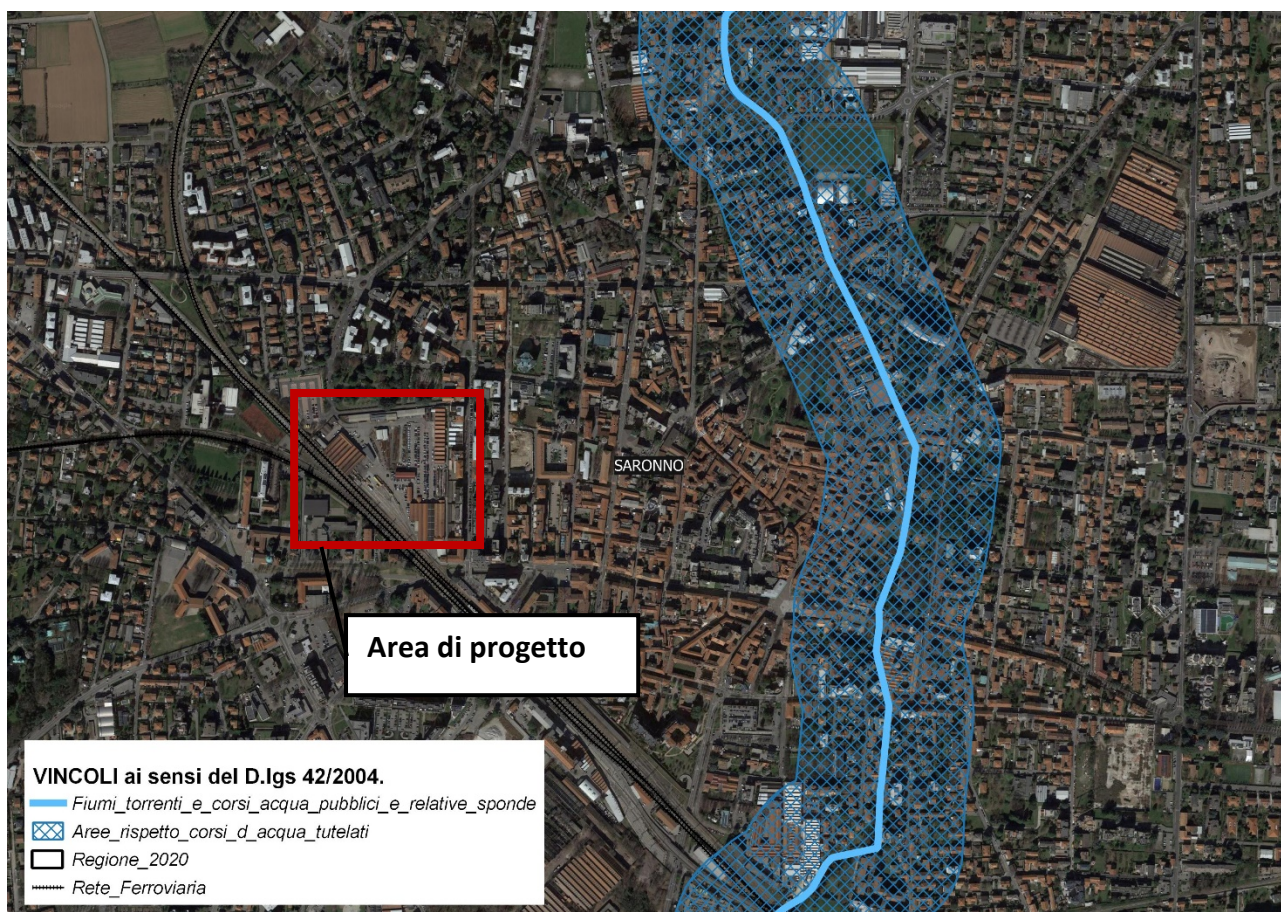 SARONNO
Area di progetto
VINCOLI ai sensi del D.lgs 42/2004.
Fiumi_torrenti_e_corsi_acqua_pubblici_e_relative_sponde
Aree_rispetto_corsi_d_acqua_tutelati
Regione_2020
Rete_Ferroviaria